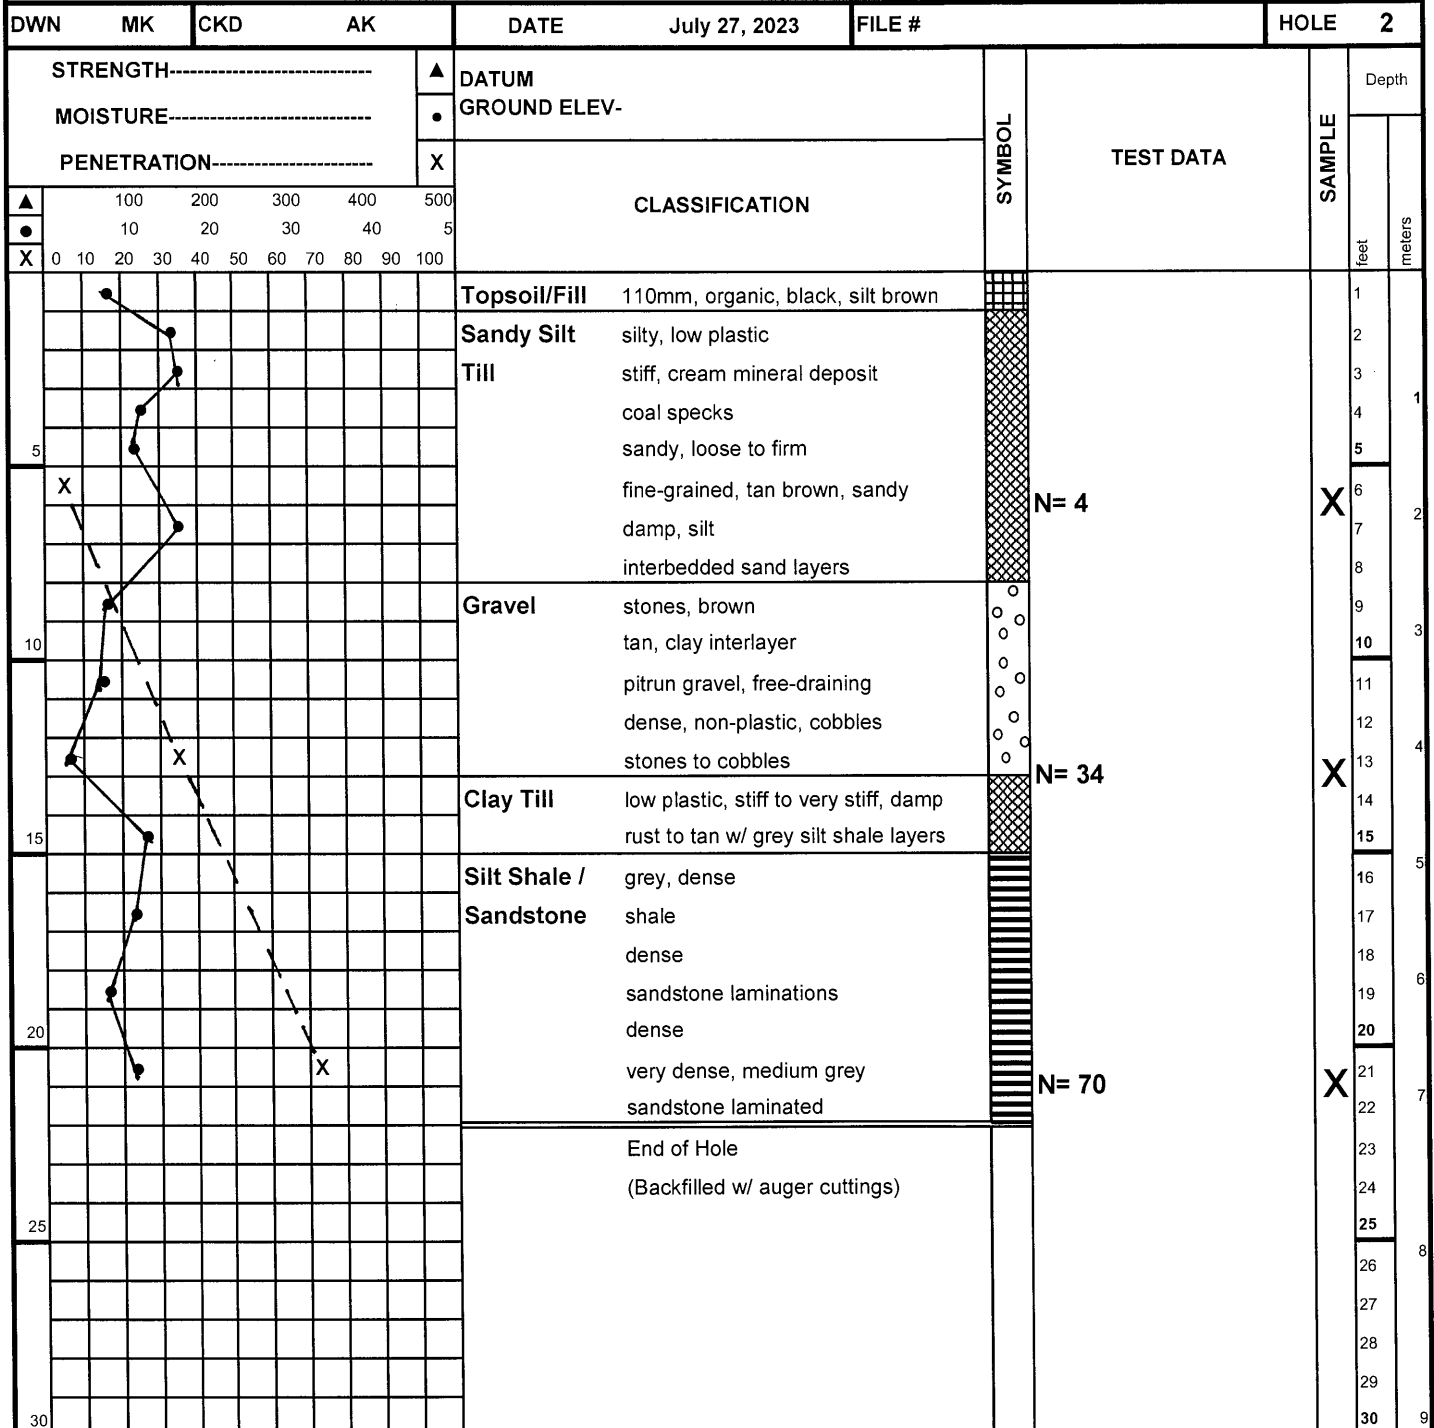 DWN MK CKD AK DATE July 27, 2023 FILE # HOLE 2
STRENGTH-------------------------------- ▲
MOISTURE-------------------------------- ●
PENETRATION------------------------- X
DATUM
GROUND ELEV-
CLASSIFICATION
SYMBOL
TEST DATA
SAMPLE
Depth
feet
meters
▲ 100 200 300 400 500
● 10 20 30 40 5
X 0 10 20 30 40 50 60 70 80 90 100
Topsoil/Fill 110mm, organic, black, silt brown 1
Sandy Silt silty, low plastic 2
Till stiff, cream mineral deposit 3
coal specks 4 1
5 sandy, loose to firm 5
X fine-grained, tan brown, sandy 6
N= 4 X 2
damp, silt 7
interbedded sand layers 8
Gravel stones, brown 9
10 tan, clay interlayer 10 3
pitrun gravel, free-draining 11
dense, non-plastic, cobbles 12
X stones to cobbles 13 4
N= 34 X
Clay Till low plastic, stiff to very stiff, damp 14
15 rust to tan w/ grey silt shale layers 15
5
Silt Shale / grey, dense 16
Sandstone shale 17
dense 18
sandstone laminations 19 6
20 dense 20
X very dense, medium grey 21
N= 70 X 7
sandstone laminated 22
End of Hole 23
(Backfilled w/ auger cuttings) 24
25 25
8
26
27
28
29
30 30 9